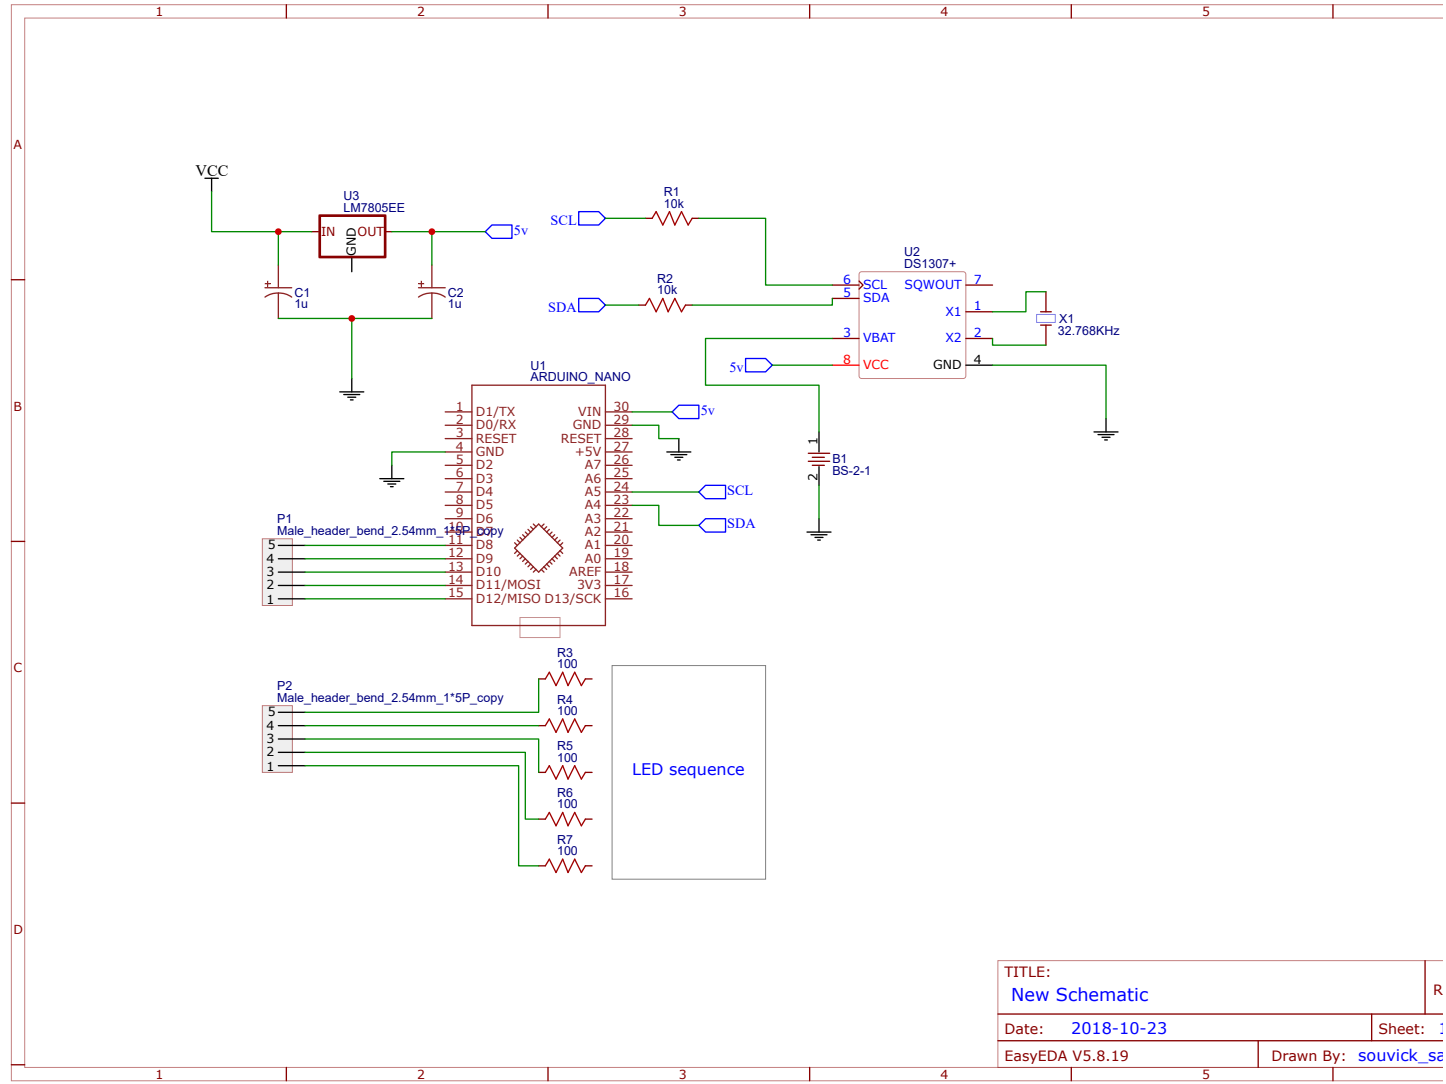 1 2 3 4 5
A
B
C
D
VCC
U3
LM7805EE
IN
OUT
GND
5v
+
C1
1u
+
C2
1u
SCL
R1
10k
SDA
R2
10k
U2
DS1307+
6 SCL
5 SDA
3 VBAT
8 VCC
SQWOUT 7
X1 1
X2 2
GND 4
5v
X1
32.768KHz
1
B1
BS-2-1
2
U1
ARDUINO_NANO
1 D1/TX
2 D0/RX
3 RESET
4 GND
5 D2
6 D3
7 D4
8 D5
9 D6
10 D7
11 D8
12 D9
13 D10
14 D11/MOSI
15 D12/MISO
VIN 30
GND 29
RESET 28
+5V 27
A7 26
A6 25
A5 24
A4 23
A3 22
A2 21
A1 20
A0 19
AREF 18
3V3 17
D13/SCK 16
5v
SCL
SDA
P1
Male_header_bend_2.54mm_1*5P_copy
5
4
3
2
1
P2
Male_header_bend_2.54mm_1*5P_copy
5
4
3
2
1
R3
100
R4
100
R5
100
R6
100
R7
100
LED sequence
TITLE:
New Schematic
R
Date: 2018-10-23
Sheet: 1
EasyEDA V5.8.19
Drawn By: souvick_sa
1 2 3 4 5